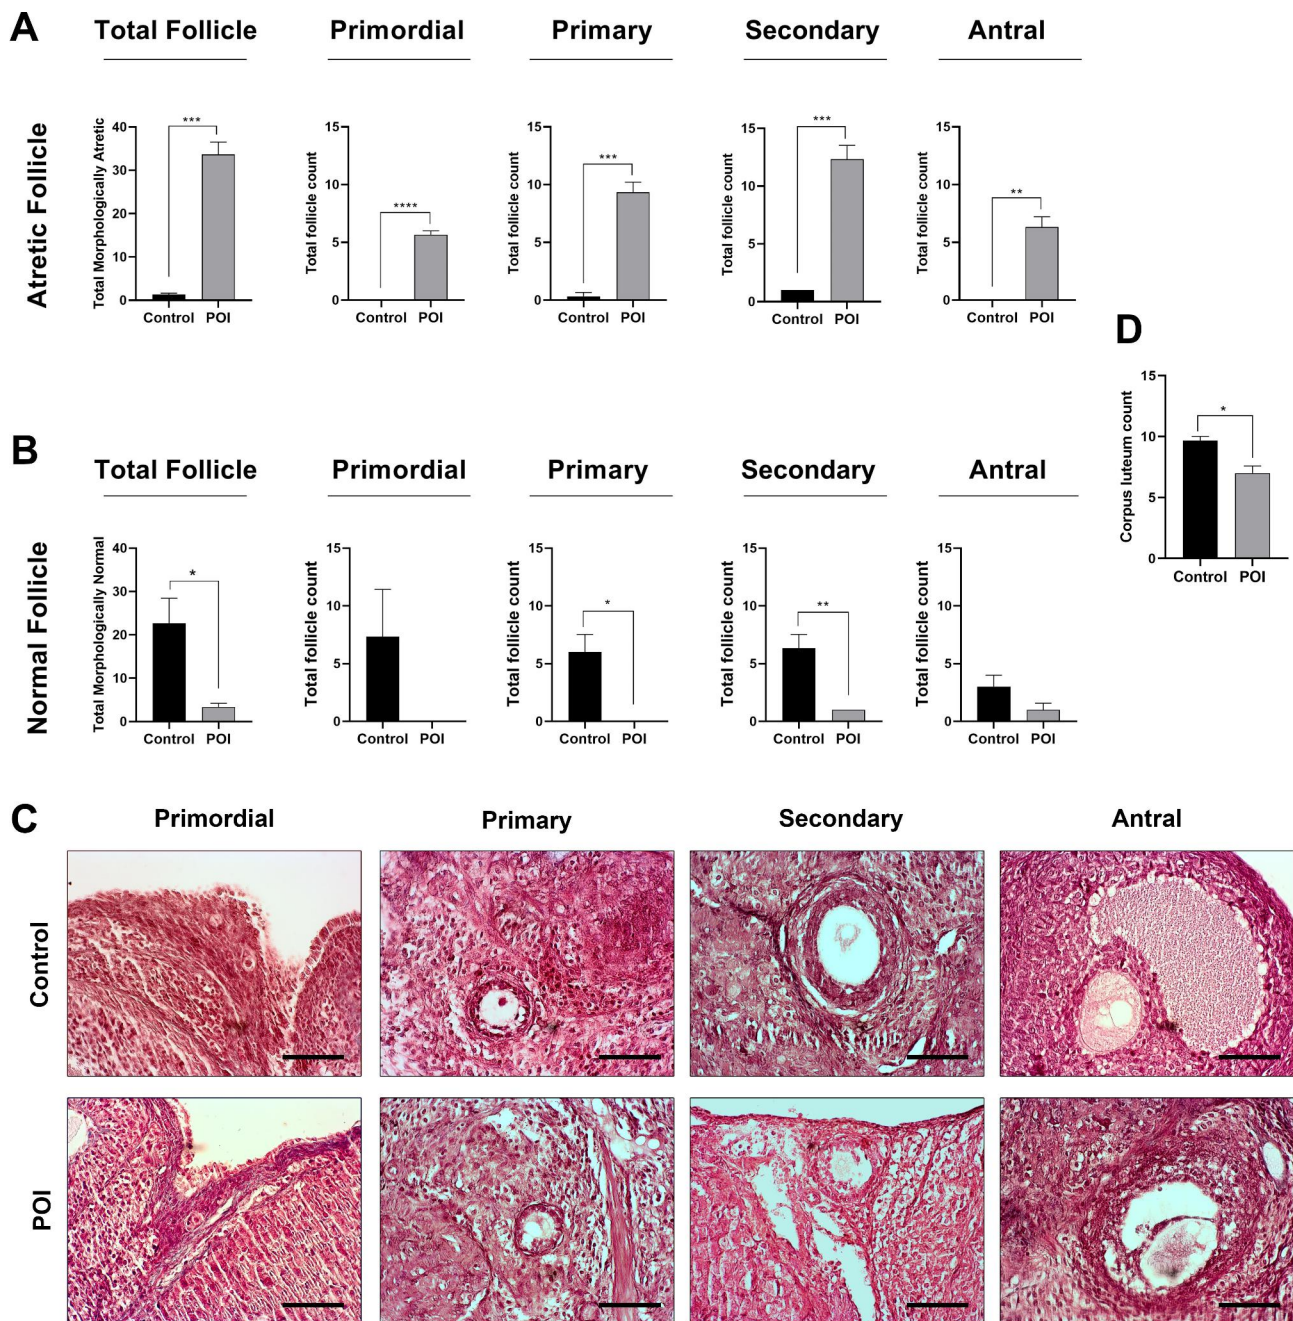 A
Total Follicle
Primordial
Primary
Secondary
Antral
Atretic Follicle
Total Morphologically Atretic
40
30
20
10
0
***
Control POI
Total follicle count
15
10
5
0
****
Control POI
Total follicle count
15
10
5
0
***
Control POI
Total follicle count
15
10
5
0
***
Control POI
Total follicle count
15
10
5
0
**
Control POI
D
Corpus luteum count
15
10
5
0
*
Control POI
B
Total Follicle
Primordial
Primary
Secondary
Antral
Normal Follicle
Total Morphologically Normal
40
30
20
10
0
*
Control POI
Total follicle count
15
10
5
0
Control POI
Total follicle count
15
10
5
0
*
Control POI
Total follicle count
15
10
5
0
**
Control POI
Total follicle count
15
10
5
0
Control POI
C
Primordial
Primary
Secondary
Antral
Control
POI